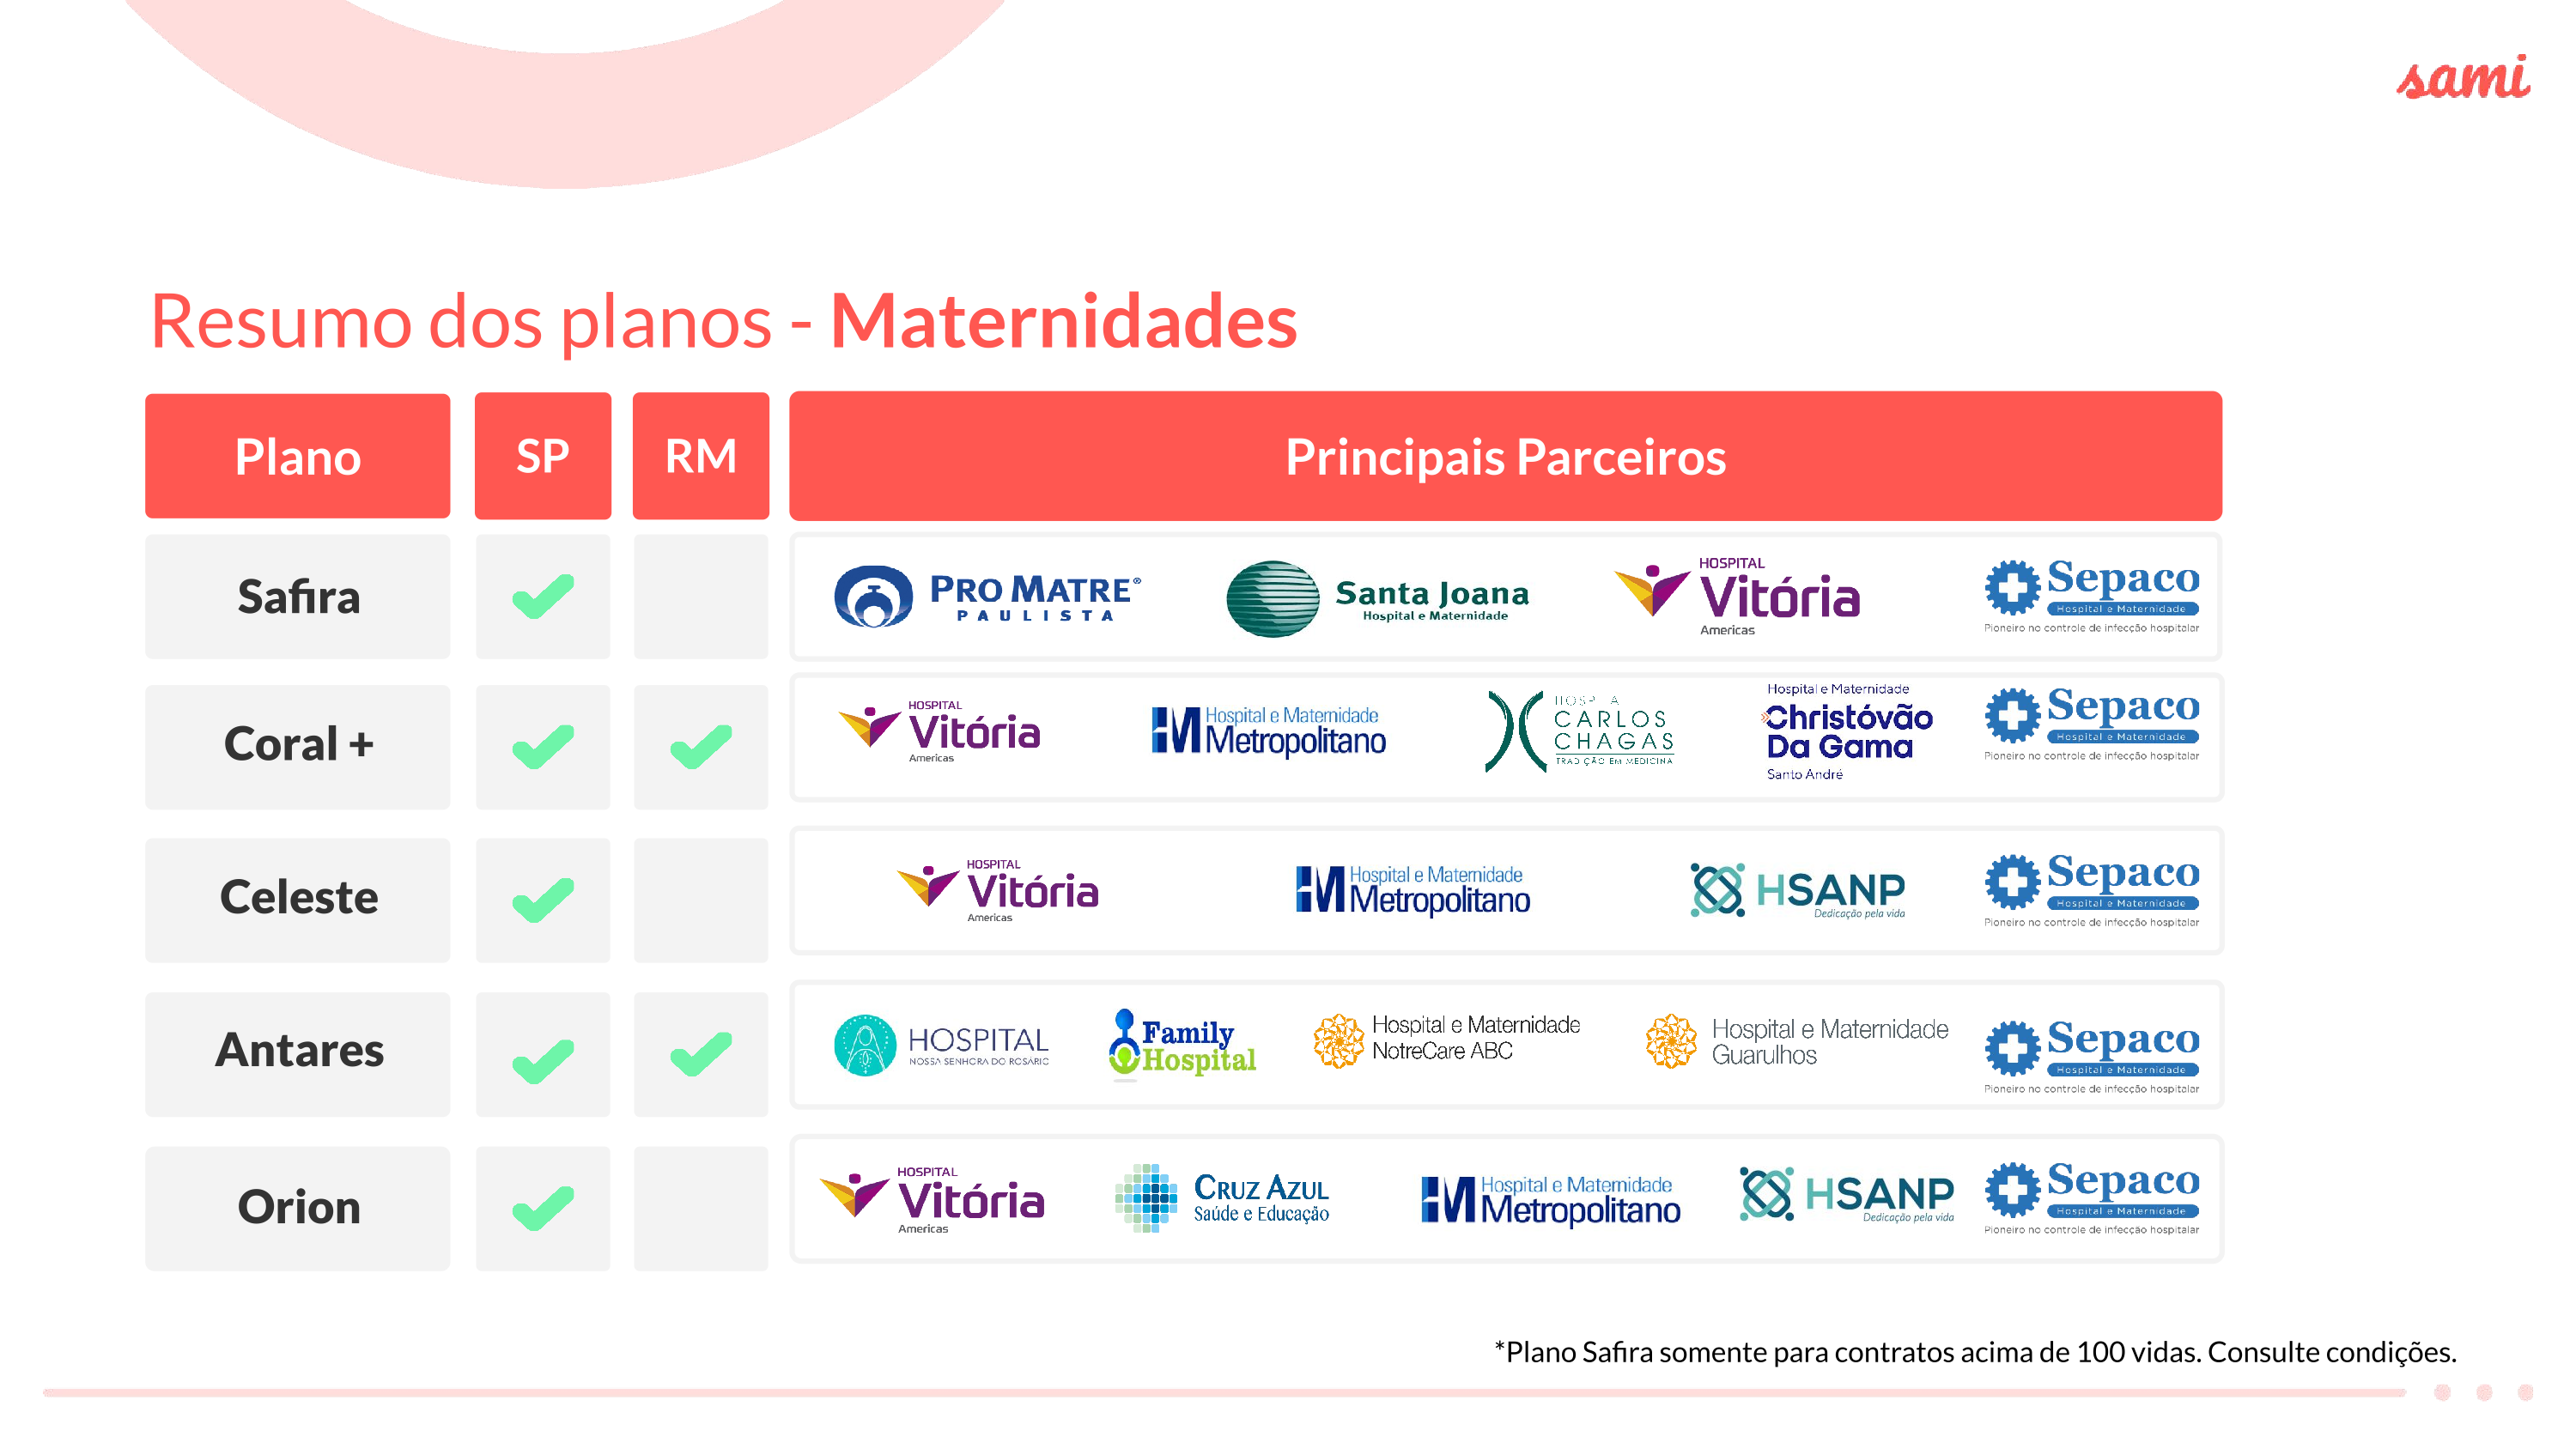 sami
Resumo dos planos - Maternidades
Plano SP RM Principais Parceiros
Safira
PRO MATRE®
PAULISTA
Santa Joana
Hospital e Maternidade
HOSPITAL
Vitória
Americas
Sepaco
Hospital e Maternidade
Pioneiro no controle de infecção hospitalar
Coral +
HOSPITAL
Vitória
Americas
HM Hospital e Maternidade
Metropolitano
HOSPITAL
CARLOS
CHAGAS
TRADIÇÃO EM MEDICINA
Hospital e Maternidade
Christóvão
Da Gama
Santo André
Sepaco
Hospital e Maternidade
Pioneiro no controle de infecção hospitalar
Celeste
HOSPITAL
Vitória
Americas
HM Hospital e Maternidade
Metropolitano
HSANP
Dedicação pela vida
Sepaco
Hospital e Maternidade
Pioneiro no controle de infecção hospitalar
Antares
HOSPITAL
NOSSA SENHORA DO ROSÁRIO
Family
Hospital
Hospital e Maternidade
NotreCare ABC
Hospital e Maternidade
Guarulhos
Sepaco
Hospital e Maternidade
Pioneiro no controle de infecção hospitalar
Orion
HOSPITAL
Vitória
Americas
CRUZ AZUL
Saúde e Educação
HM Hospital e Maternidade
Metropolitano
HSANP
Dedicação pela vida
Sepaco
Hospital e Maternidade
Pioneiro no controle de infecção hospitalar
*Plano Safira somente para contratos acima de 100 vidas. Consulte condições.